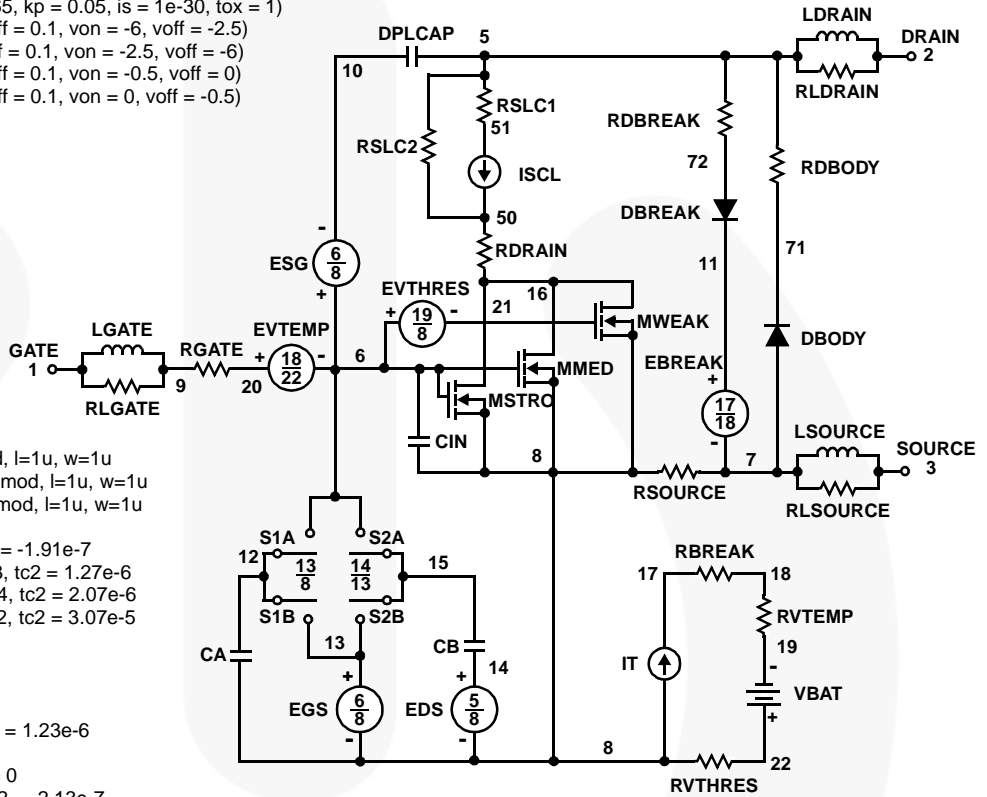 65, kp = 0.05, is = 1e-30, tox = 1)
ff = 0.1, von = -6, voff = -2.5)
f = 0.1, von = -2.5, voff = -6)
ff = 0.1, von = -0.5, voff = 0)
ff = 0.1, von = 0, voff = -0.5)
LDRAIN
DPLCAP 5
DRAIN
2
10
RLDRAIN
RSLC1
51
RDBREAK
RSLC2
72
RDBODY
ISCL
DBREAK
50
RDRAIN
71
ESG 6/8
- +
11
EVTHRES
+ 19/8 -
16
21
MWEAK
LGATE
GATE
1
RLGATE
9
RGATE
20
EVTEMP
+ 18/22 -
6
MMED
EBREAK
+ 17/18 -
DBODY
MSTRO
CIN
8
LSOURCE
7
SOURCE
3
RSOURCE
RLSOURCE
d, l=1u, w=1u
mod, l=1u, w=1u
mod, l=1u, w=1u
= -1.91e-7
3, tc2 = 1.27e-6
4, tc2 = 2.07e-6
2, tc2 = 3.07e-5
= 1.23e-6
0
S1A S2A
12 13/8 14/13 15
S1B S2B
13
CA
CB
14
+ +
EGS 6/8 EDS 5/8
- -
RBREAK
17 18
RVTEMP
19
IT
-
VBAT
+
8
22
RVTHRES